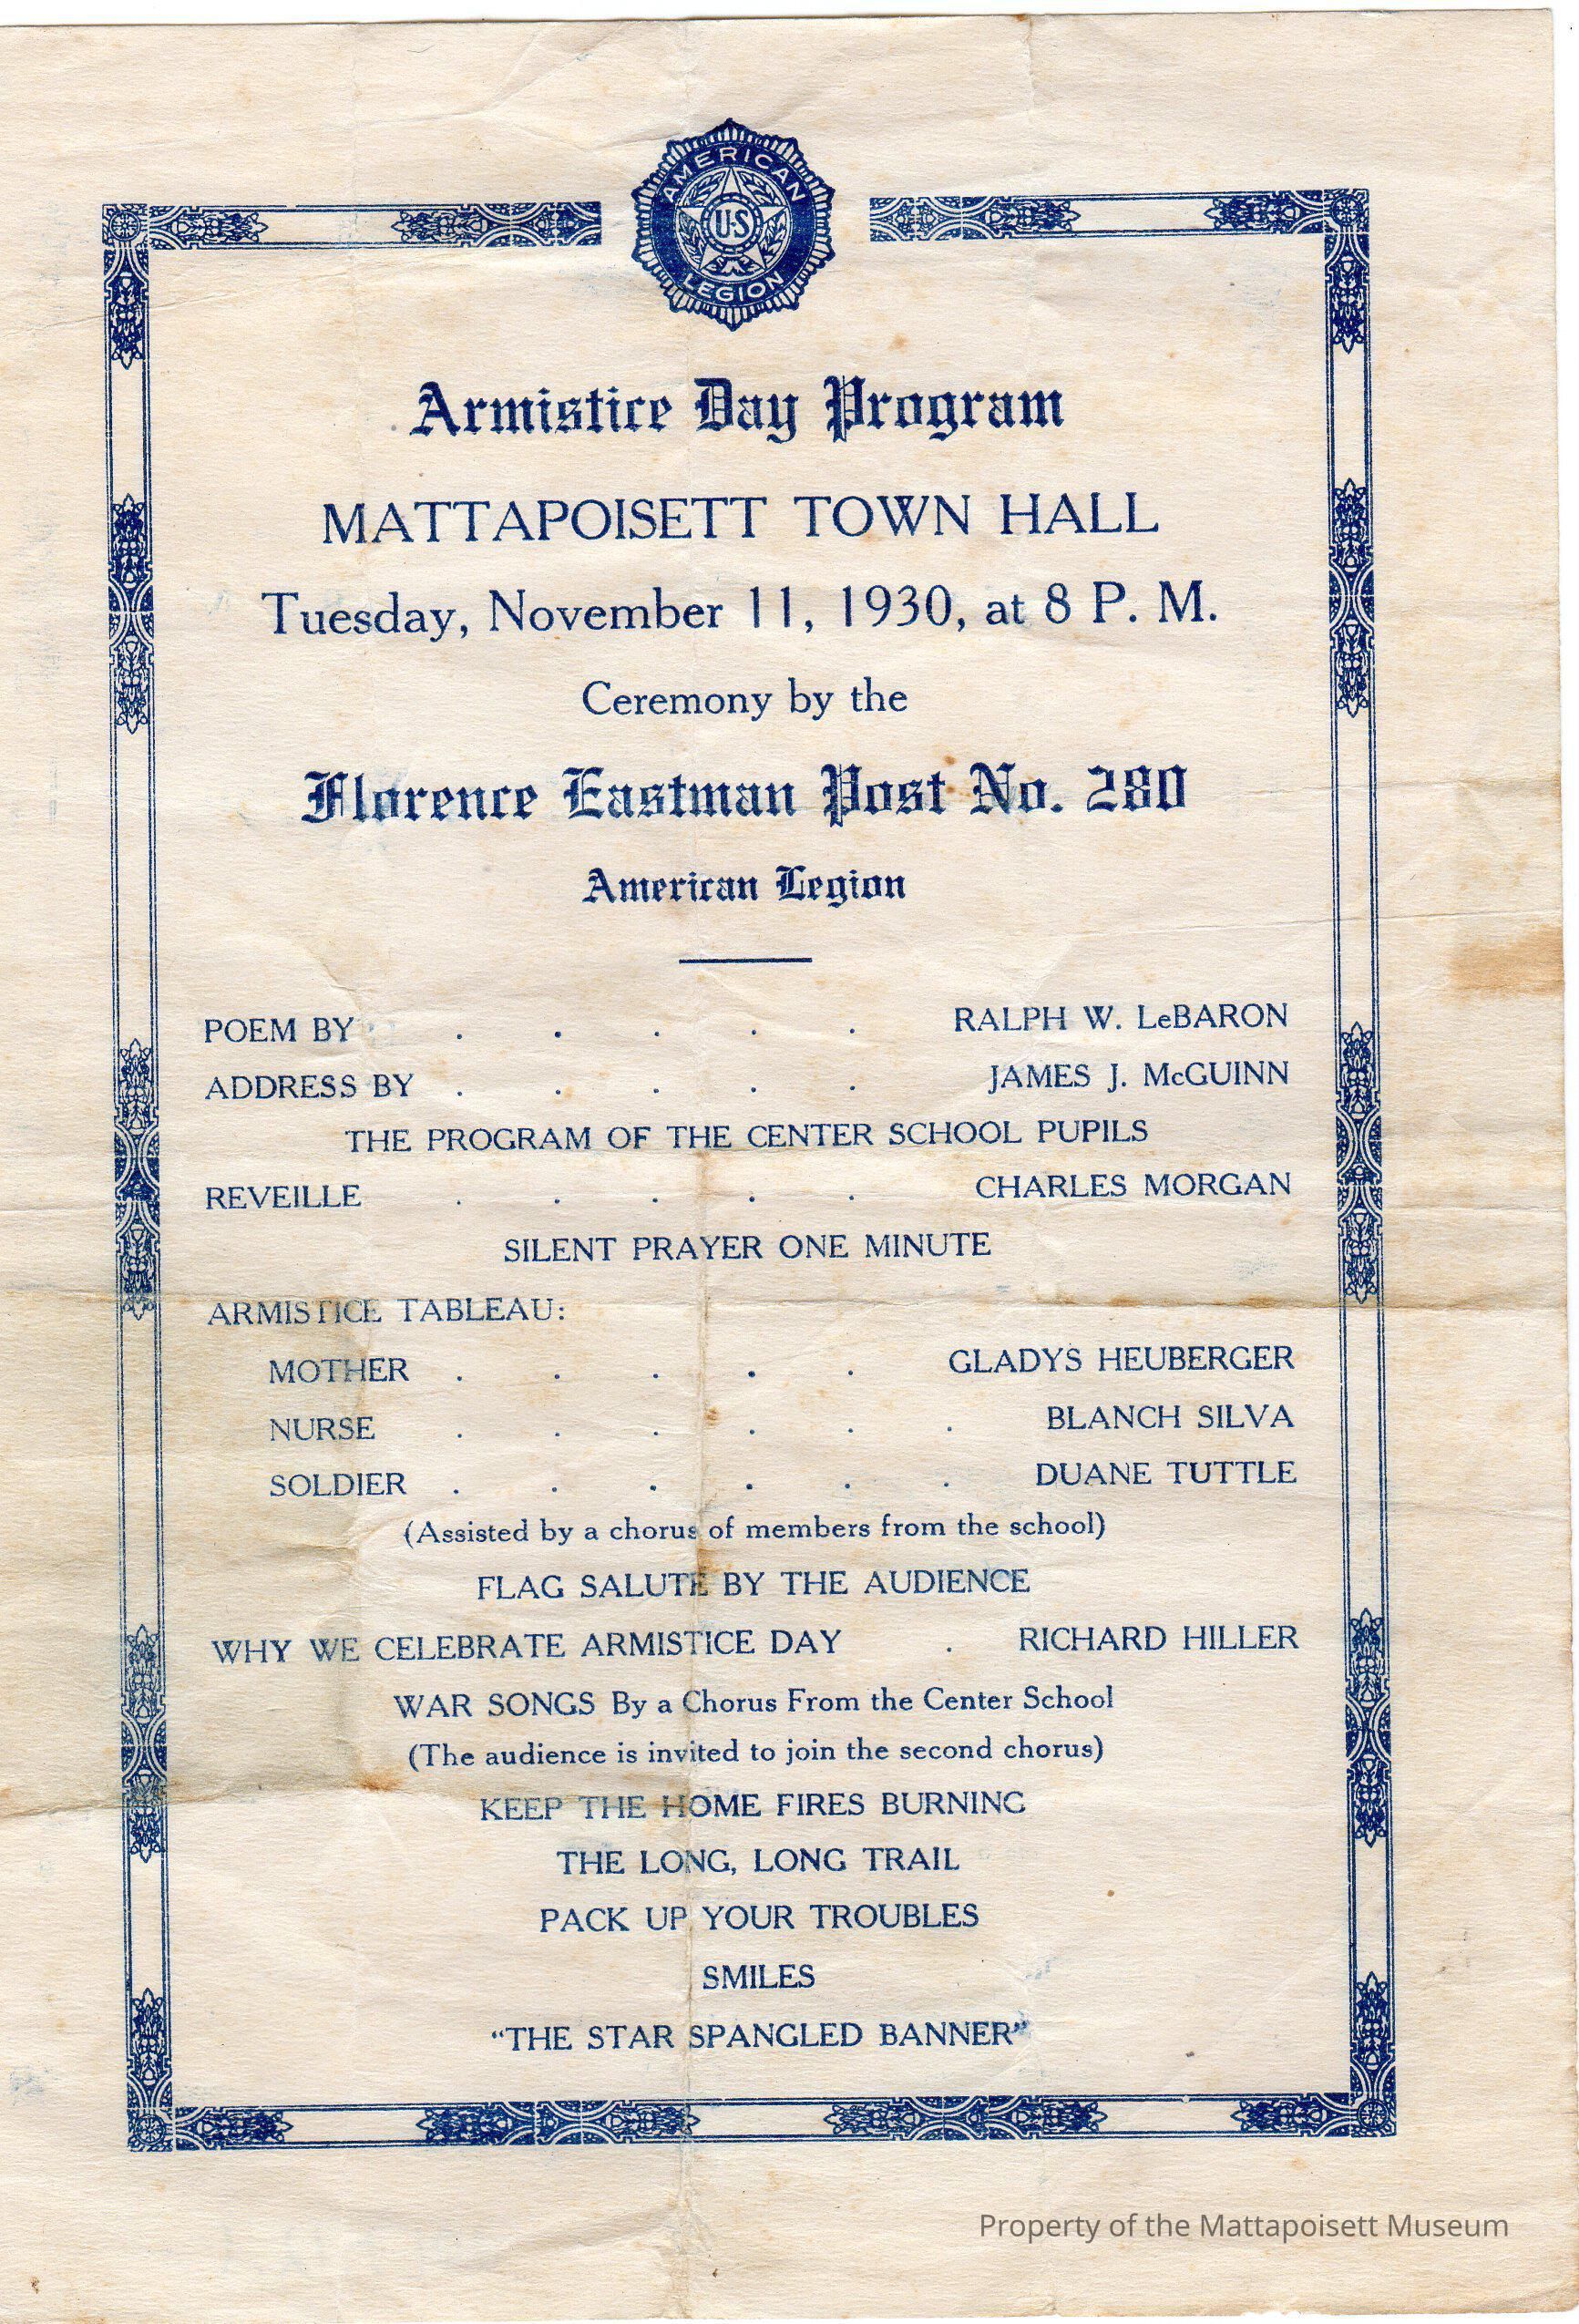 AMERICAN
U.S
LEGION
Armistice Day Program
MATTAPOISETT TOWN HALL
Tuesday, November 11, 1930, at 8 P. M.
Ceremony by the
Florence Eastman Post No. 280
American Legion
POEM BY . . . . . RALPH W. LeBARON
ADDRESS BY . . . . . JAMES J. McGUINN
THE PROGRAM OF THE CENTER SCHOOL PUPILS
REVEILLE . . . . . CHARLES MORGAN
SILENT PRAYER ONE MINUTE
ARMISTICE TABLEAU:
MOTHER . . . . . GLADYS HEUBERGER
NURSE . . . . . . BLANCH SILVA
SOLDIER . . . . . . DUANE TUTTLE
(Assisted by a chorus of members from the school)
FLAG SALUTE BY THE AUDIENCE
WHY WE CELEBRATE ARMISTICE DAY . RICHARD HILLER
WAR SONGS By a Chorus From the Center School
(The audience is invited to join the second chorus)
KEEP THE HOME FIRES BURNING
THE LONG, LONG TRAIL
PACK UP YOUR TROUBLES
SMILES
“THE STAR SPANGLED BANNER”
Property of the Mattapoisett Museum